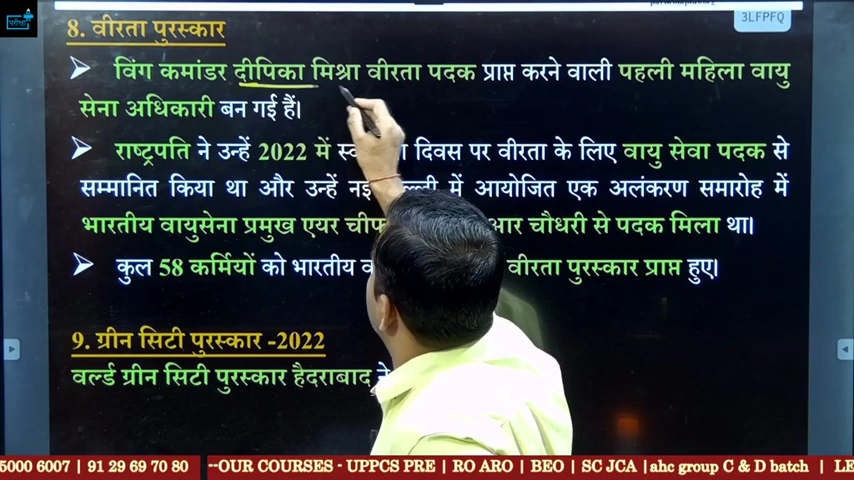 परीक्षा
3LFPFQ
8. वीरता पुरस्कार
विंग कमांडर दीपिका मिश्रा वीरता पदक प्राप्त करने वाली पहली महिला वायु
सेना अधिकारी बन गई हैं।
राष्ट्रपति ने उन्हें 2022 में दिवस पर वीरता के लिए वायु सेवा पदक से
सम्मानित किया था और उन्हें में आयोजित एक अलंकरण समारोह में
भारतीय वायुसेना प्रमुख एयर चीफ आर चौधरी से पदक मिला था।
कुल 58 कर्मियों को भारतीय वीरता पुरस्कार प्राप्त हुए।
9. ग्रीन सिटी पुरस्कार -2022
वर्ल्ड ग्रीन सिटी पुरस्कार हैदराबाद ने
5000 6007 | 91 29 69 70 80 --OUR COURSES - UPPCS PRE | RO ARO | BEO | SC JCA |ahc group C & D batch | LE